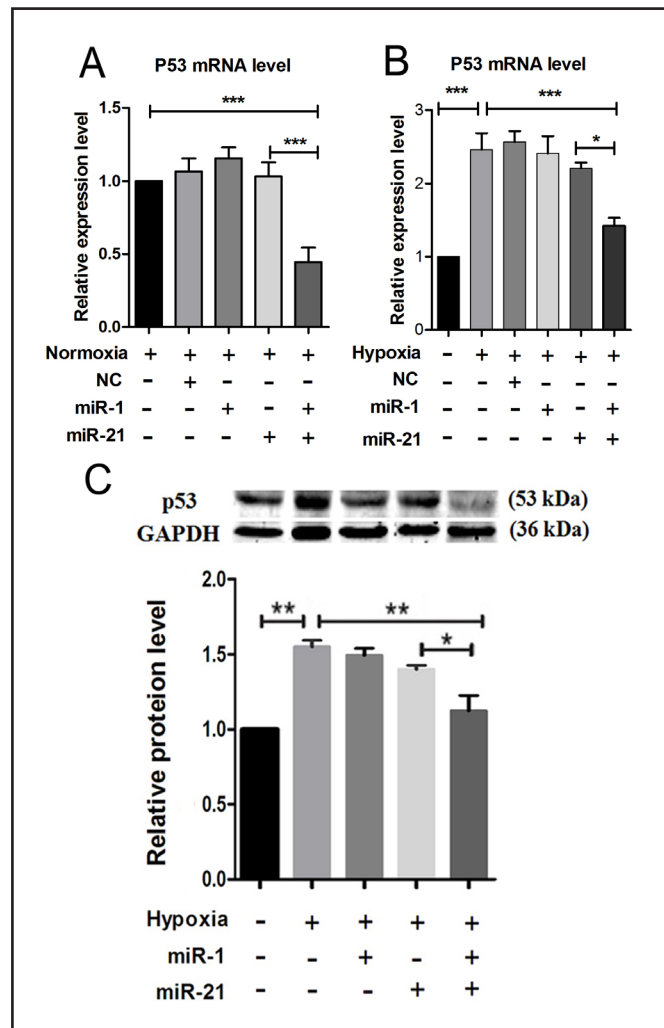 A
P53 mRNA level
Relative expression level
1.5
1.0
0.5
0.0
***
***
Normoxia + + + + +
NC - + - - -
miR-1 - - + - +
miR-21 - - - + +
B
P53 mRNA level
Relative expression level
3
2
1
0
***
***
*
Hypoxia - + + + + +
NC - - + - - -
miR-1 - - - + - +
miR-21 - - - - + +
C
p53 (53 kDa)
GAPDH (36 kDa)
Relative proteion level
2.0
1.5
1.0
0.5
0.0
**
**
*
Hypoxia - + + + +
miR-1 - - + - +
miR-21 - - - + +